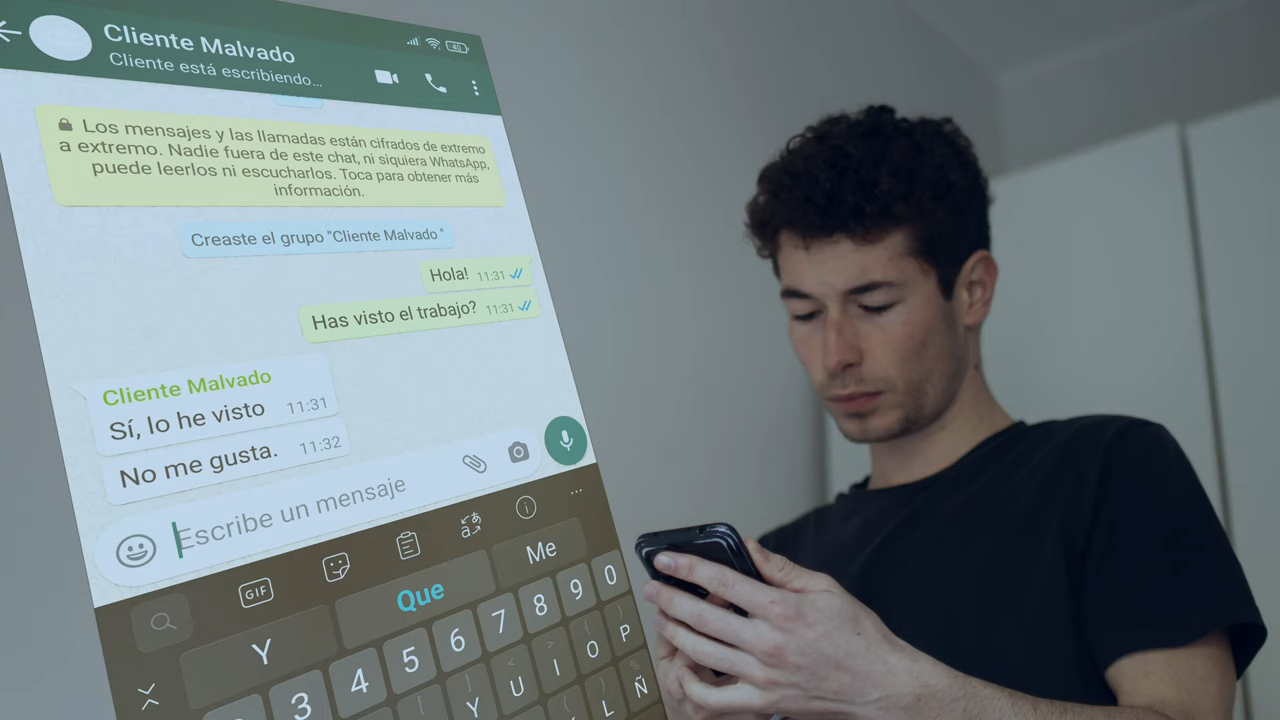 Cliente Malvado
40
Cliente está escribiendo...
Los mensajes y las llamadas están cifrados de extremo
a extremo. Nadie fuera de este chat, ni siquiera WhatsApp,
puede leerlos ni escucharlos. Toca para obtener más
información.
Creaste el grupo "Cliente Malvado "
Hola! 11:31
Has visto el trabajo? 11:31
Cliente Malvado
Sí, lo he visto 11:31
No me gusta. 11:32
Escribe un mensaje
GIF
Y Que Me
3 4 5 6 7 8 9 0
Y U I O P
L Ñ